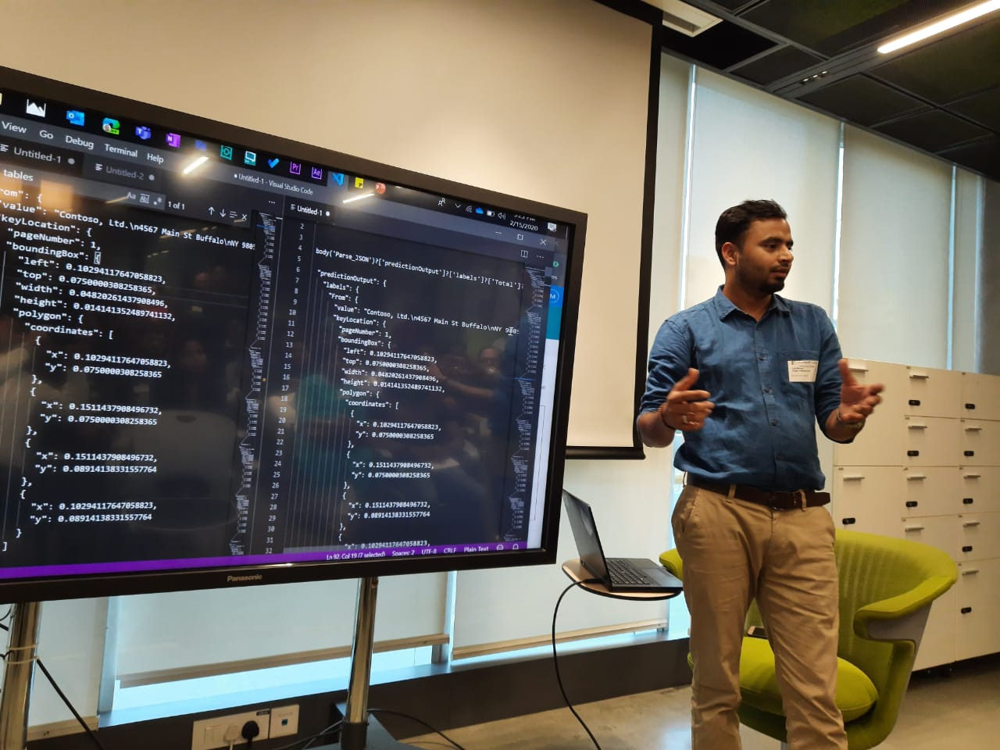 View Go Debug Terminal Help
Untitled-1
Untitled-2
Untitled-1 - Visual Studio Code
2/15/2020
tables
Aa Abl .* 1 of 1
rom": {
"value": "Contoso, Ltd.\n4567 Main St Buffalo\nNY 9805
keyLocation": {
"pageNumber": 1,
"boundingBox": {
"left": 0.10294117647058823,
"top": 0.0750000308258365,
"width": 0.04820261437908496,
"height": 0.014141352489741132,
"polygon": {
"coordinates": [
{
"x": 0.10294117647058823,
"y": 0.0750000308258365
},
{
"x": 0.1511437908496732,
"y": 0.0750000308258365
},
{
"x": 0.1511437908496732,
"y": 0.08914138331557764
},
{
"x": 0.10294117647058823,
"y": 0.08914138331557764
}
]
Untitled-1
2
3
4
5 body('Parse_JSON')?['predictionOutput']?['labels']?['Total']
6
7 "predictionOutput": {
8 "labels": {
9 "From": {
10 "value": "Contoso, Ltd.\n4567 Main St Buffalo\nNY 9805
11 "keyLocation": {
12 "pageNumber": 1,
13 "boundingBox": {
14 "left": 0.10294117647058823,
15 "top": 0.0750000308258365,
16 "width": 0.04820261437908496,
17 "height": 0.014141352489741132,
18 "polygon": {
19 "coordinates": [
20 {
21 "x": 0.10294117647058823,
22 "y": 0.0750000308258365
23 },
24 {
25 "x": 0.1511437908496732,
26 "y": 0.0750000308258365
27 },
28 {
29 "x": 0.1511437908496732,
30 "y": 0.08914138331557764
31 },
32 {
"x": 0.10294117647058823,
Ln 92, Col 19 (7 selected) Spaces: 2 UTF-8 CRLF Plain Text
Panasonic